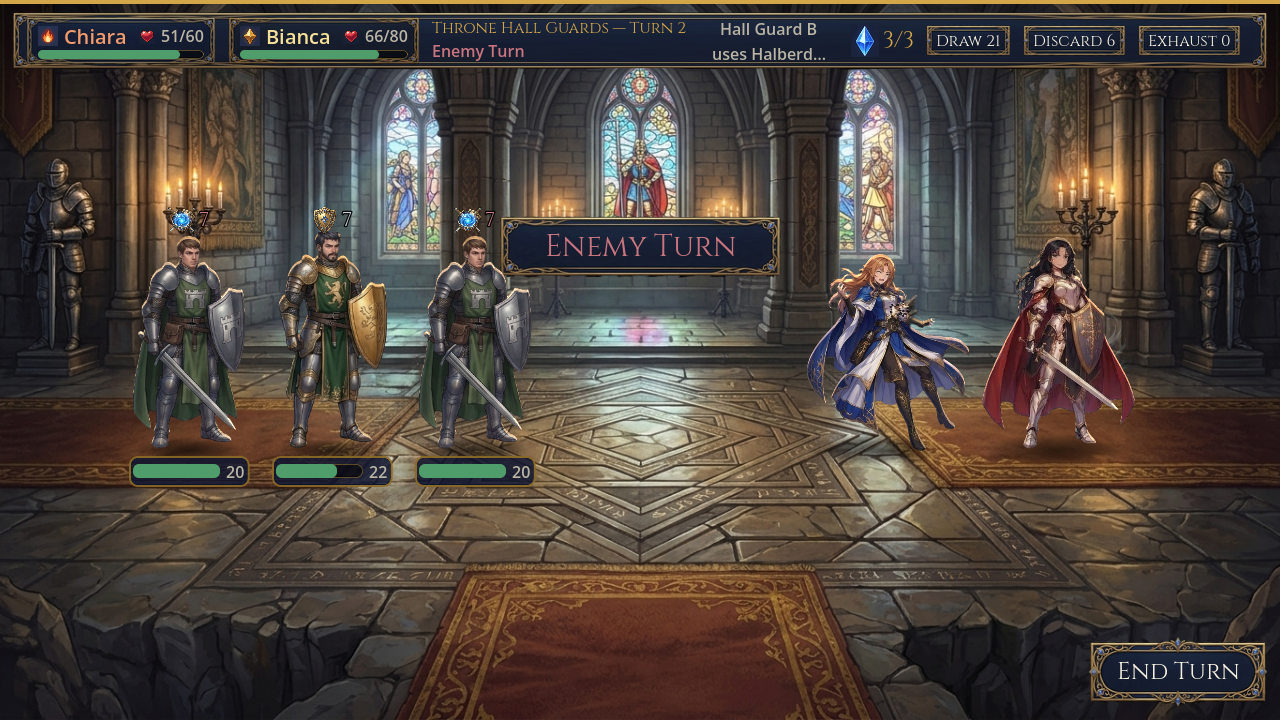 Chiara 51/60
Bianca 66/80
Throne Hall Guards — Turn 2
Enemy Turn
Hall Guard B
uses Halberd...
3/3
Draw 21
Discard 6
Exhaust 0
7
7
7
Enemy Turn
20
22
20
End Turn